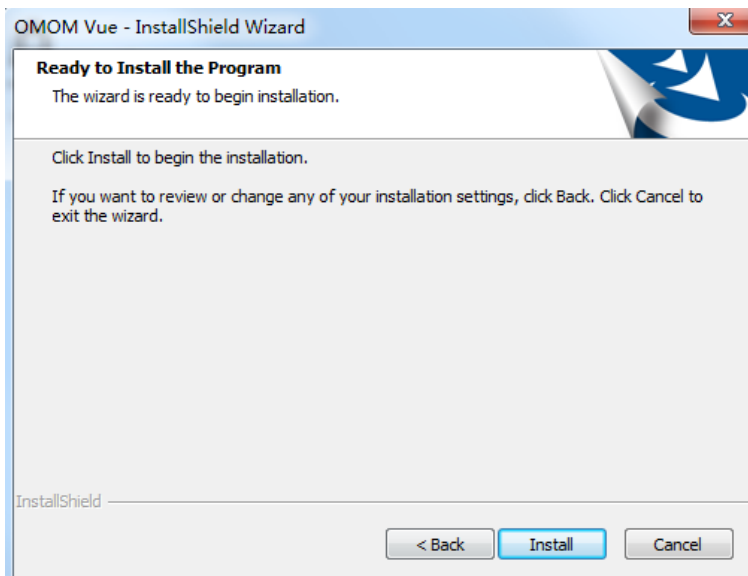 OMOM Vue - InstallShield Wizard
Ready to Install the Program
The wizard is ready to begin installation.
Click Install to begin the installation.
If you want to review or change any of your installation settings, click Back. Click Cancel to
exit the wizard.
InstallShield
< Back Install Cancel